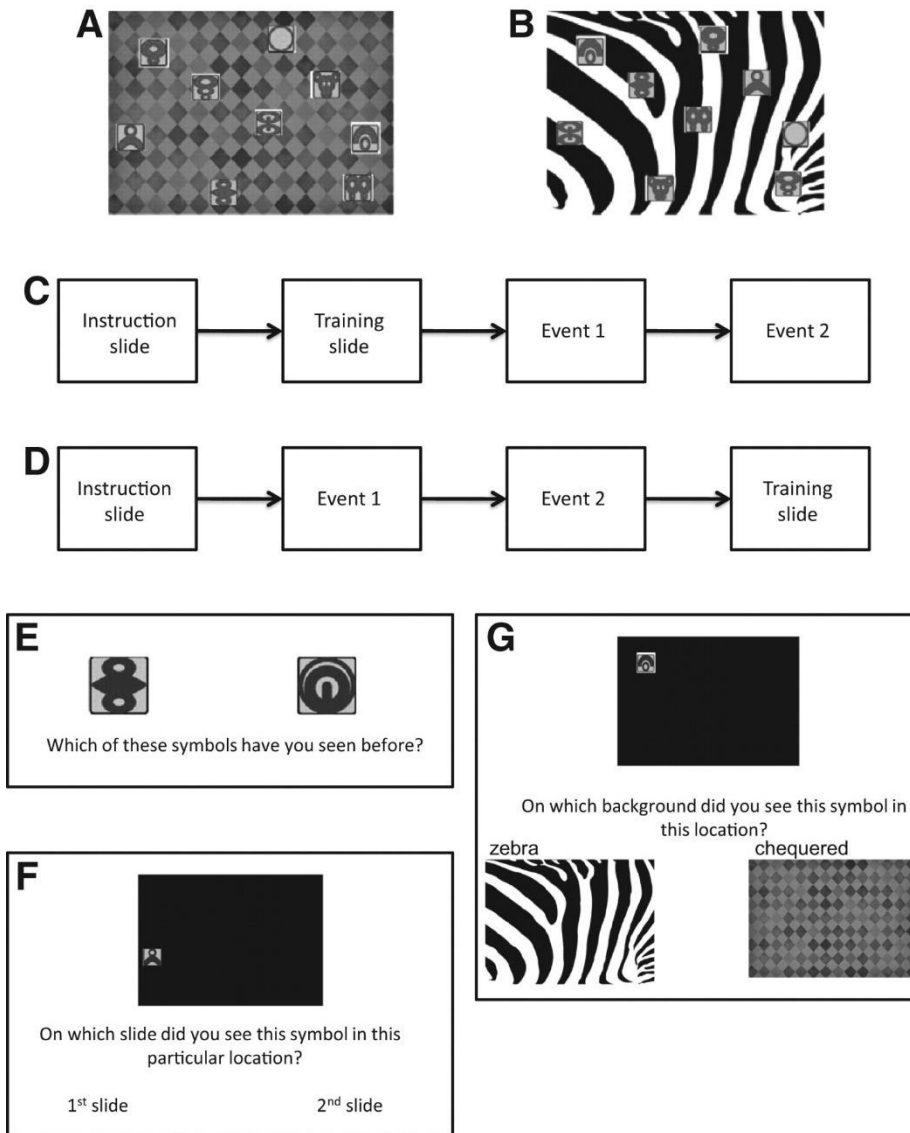 A
B
C
Instruction
slide
Training
slide
Event 1
Event 2
D
Instruction
slide
Event 1
Event 2
Training
slide
E
Which of these symbols have you seen before?
F
On which slide did you see this symbol in this
particular location?
1st slide
2nd slide
G
On which background did you see this symbol in
this location?
zebra
chequered